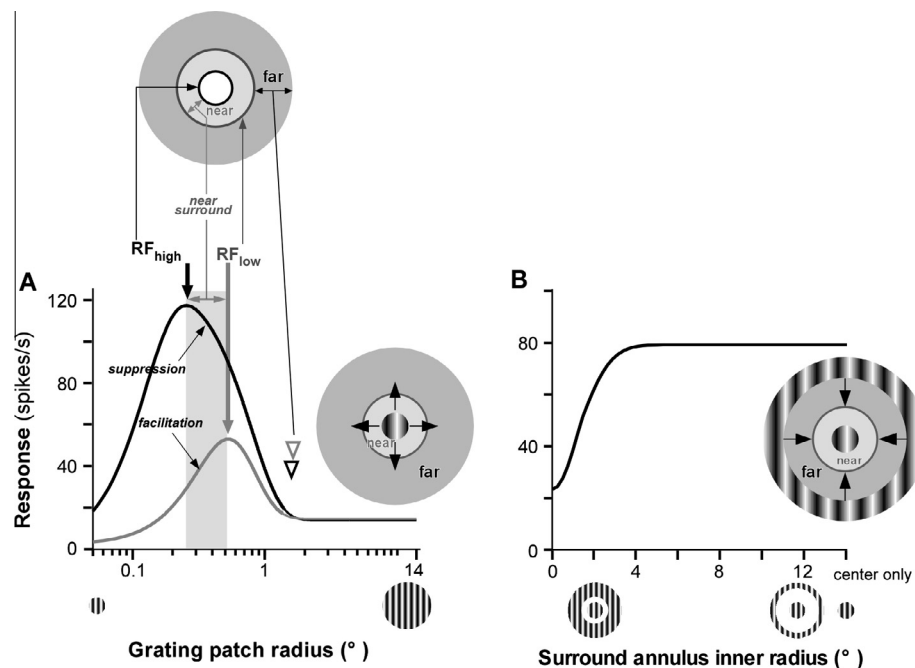 far
near
near
surround
RFhigh
RFlow
A
120
80
40
0
Response (spikes/s)
suppression
facilitation
near
far
0.1
1
14
Grating patch radius (°)
B
80
40
0
far
near
0
4
8
12
center only
Surround annulus inner radius (°)